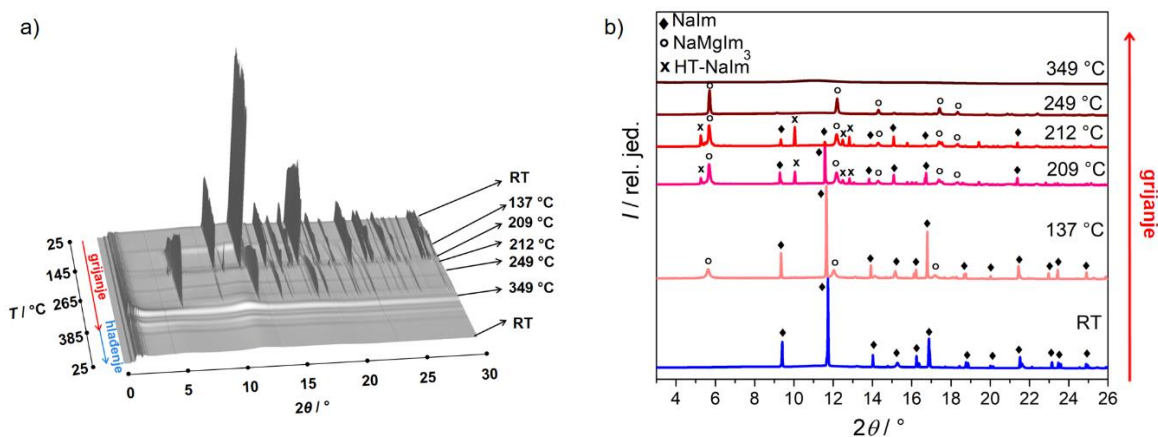 a)
RT
137 °C
209 °C
212 °C
249 °C
349 °C
RT
25
145
265
385
25
T / °C
grijanje
hlađenje
0
5
10
15
20
25
30
2θ / °
b)
♦ NaIm
o NaMgIm3
x HT-NaIm
349 °C
249 °C
212 °C
209 °C
137 °C
RT
I / rel. jed.
grijanje
4 6 8 10 12 14 16 18 20 22 24 26
2θ / °